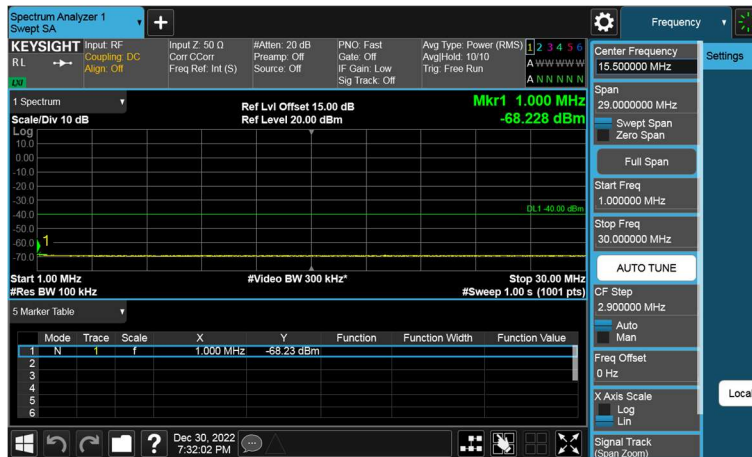 Spectrum Analyzer 1
Swept SA
Frequency
KEYSIGHT
RL
LXI
Input: RF
Coupling: DC
Align: Off
Input Z: 50 Ω
Corr CCorr
Freq Ref: Int (S)
#Atten: 20 dB
Preamp: Off
Source: Off
PNO: Fast
Gate: Off
IF Gain: Low
Sig Track: Off
Avg Type: Power (RMS)
Avg|Hold: 10/10
Trig: Free Run
1 2 3 4 5 6
A W W W W W
A N N N N N
1 Spectrum
Scale/Div 10 dB
Ref Lvl Offset 15.00 dB
Ref Level 20.00 dBm
Mkr1 1.000 MHz
-68.228 dBm
Log
10.0
0.00
-10.0
-20.0
-30.0
-40.0
-50.0
-60.0
-70.0
1
DL1 -40.00 dBm
Start 1.00 MHz
#Video BW 300 kHz*
Stop 30.00 MHz
#Res BW 100 kHz
#Sweep 1.00 s (1001 pts)
5 Marker Table
Mode Trace Scale X Y Function Function Width Function Value
1 N 1 f 1.000 MHz -68.23 dBm
2
3
4
5
6
Dec 30, 2022
7:32:02 PM
?
Center Frequency
15.500000 MHz
Settings
Span
29.0000000 MHz
Swept Span
Zero Span
Full Span
Start Freq
1.000000 MHz
Stop Freq
30.000000 MHz
AUTO TUNE
CF Step
2.900000 MHz
Auto
Man
Freq Offset
0 Hz
X Axis Scale
Log
Lin
Local
Signal Track
(Span Zoom)